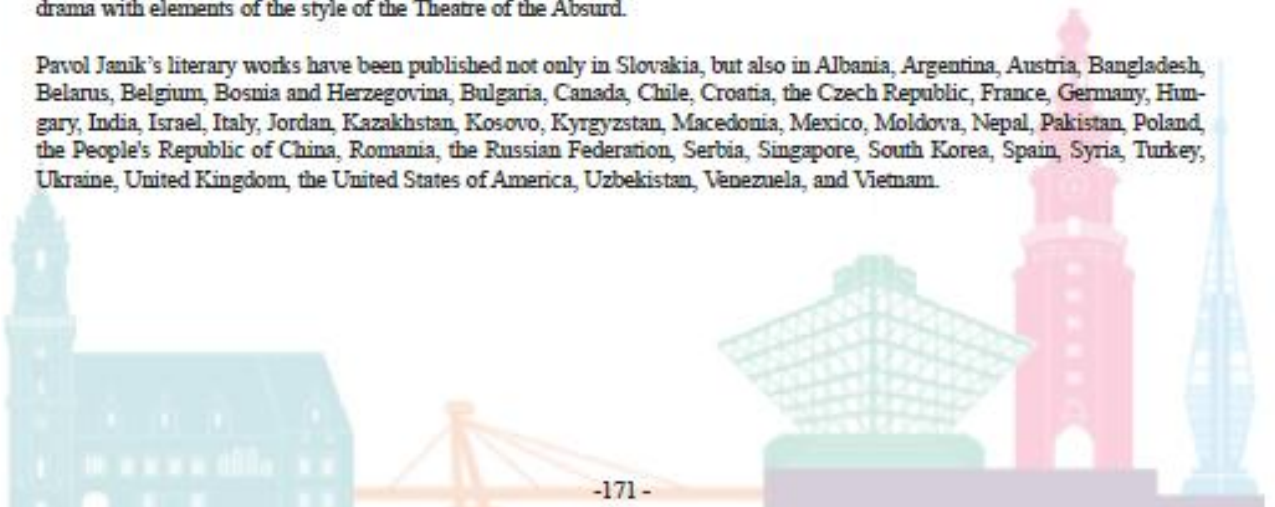 drama with elements of the style of the Theatre of the Absurd.
Pavol Janik’s literary works have been published not only in Slovakia, but also in Albania, Argentina, Austria, Bangladesh,
Belarus, Belgium, Bosnia and Herzegovina, Bulgaria, Canada, Chile, Croatia, the Czech Republic, France, Germany, Hun-
gary, India, Israel, Italy, Jordan, Kazakhstan, Kosovo, Kyrgyzstan, Macedonia, Mexico, Moldova, Nepal, Pakistan, Poland,
the People's Republic of China, Romania, the Russian Federation, Serbia, Singapore, South Korea, Spain, Syria, Turkey,
Ukraine, United Kingdom, the United States of America, Uzbekistan, Venezuela, and Vietnam.
-171 -